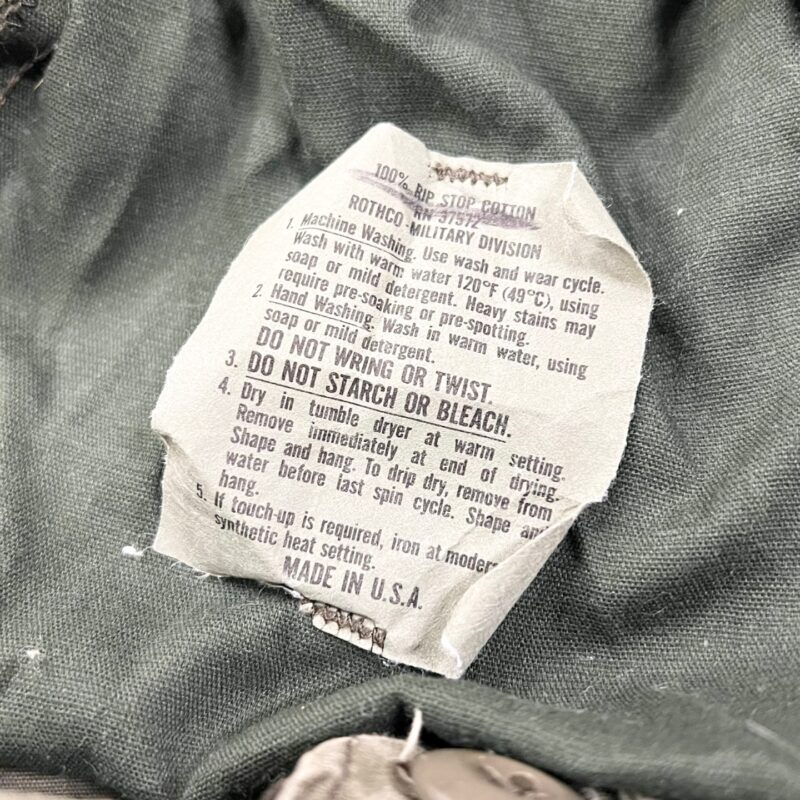 100% RIP STOP COTTON
RN 37572
ROTHCO MILITARY DIVISION
1. Machine Washing. Use wash and wear cycle.
Wash with warm water 120°F (49°C), using
soap or mild detergent. Heavy stains may
require pre-soaking or pre-spotting.
2. Hand Washing. Wash in warm water, using
soap or mild detergent.
DO NOT WRING OR TWIST.
3. DO NOT STARCH OR BLEACH.
4. Dry in tumble dryer at warm setting.
Remove immediately at end of drying.
Shape and hang. To drip dry, remove from
water before last spin cycle. Shape and
hang.
5. If touch-up is required, iron at moder
synthetic heat setting.
MADE IN U.S.A.